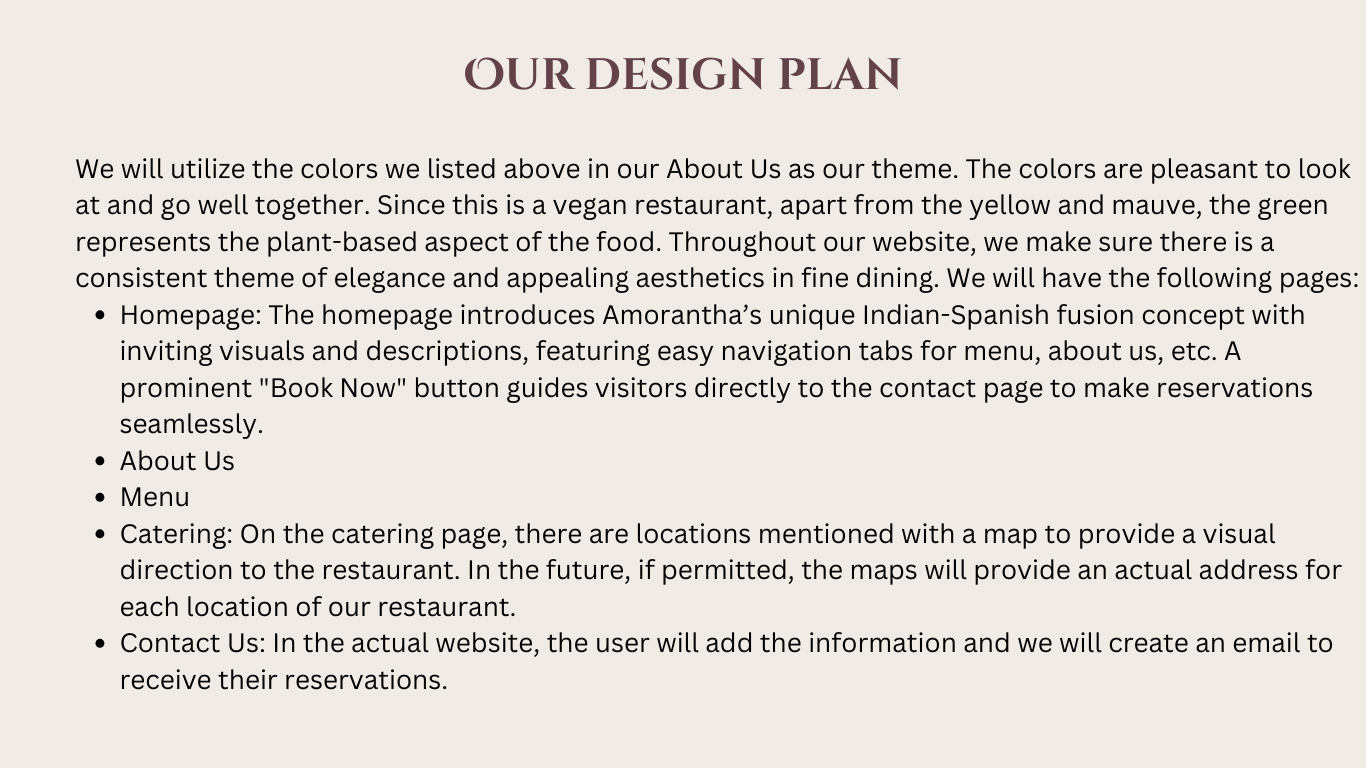 Our design plan
We will utilize the colors we listed above in our About Us as our theme. The colors are pleasant to look
at and go well together. Since this is a vegan restaurant, apart from the yellow and mauve, the green
represents the plant-based aspect of the food. Throughout our website, we make sure there is a
consistent theme of elegance and appealing aesthetics in fine dining. We will have the following pages:
• Homepage: The homepage introduces Amorantha’s unique Indian-Spanish fusion concept with
inviting visuals and descriptions, featuring easy navigation tabs for menu, about us, etc. A
prominent "Book Now" button guides visitors directly to the contact page to make reservations
seamlessly.
• About Us
• Menu
• Catering: On the catering page, there are locations mentioned with a map to provide a visual
direction to the restaurant. In the future, if permitted, the maps will provide an actual address for
each location of our restaurant.
• Contact Us: In the actual website, the user will add the information and we will create an email to
receive their reservations.